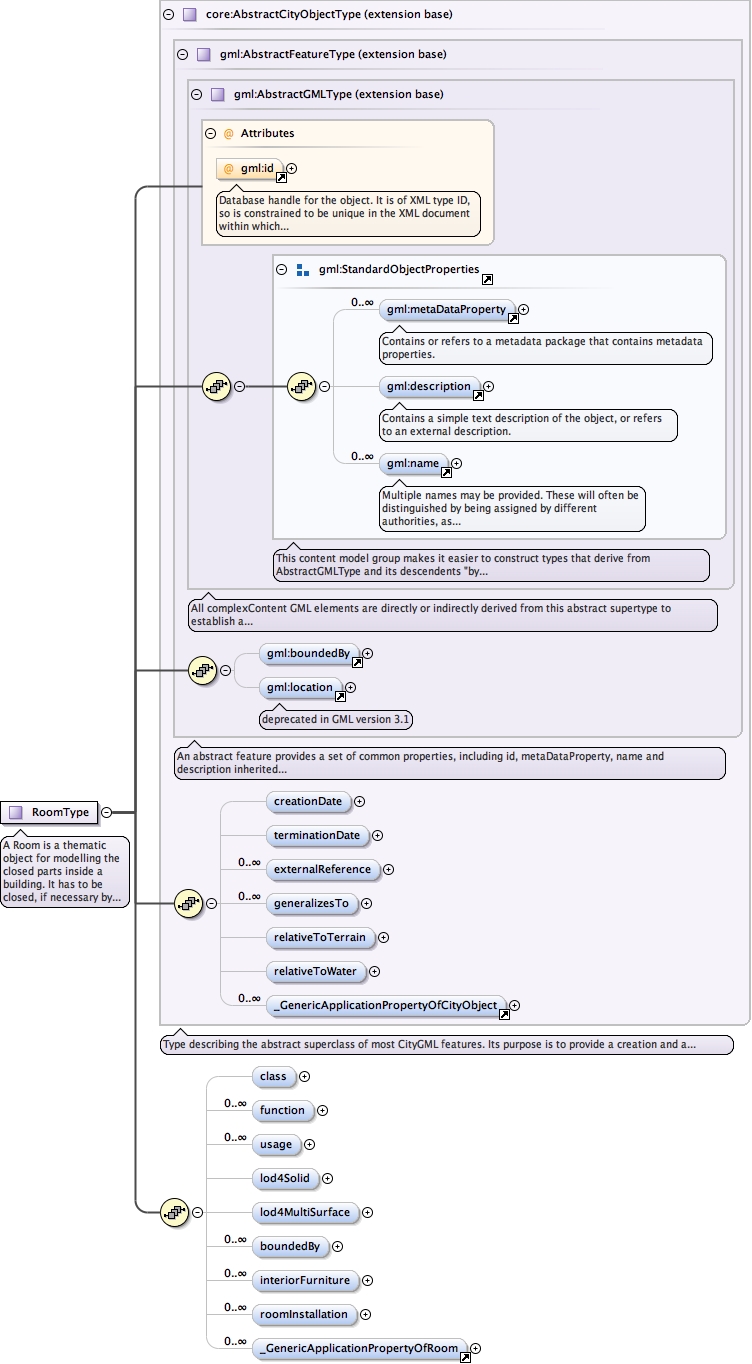 core:AbstractCityObjectType (extension base)
gml:AbstractFeatureType (extension base)
gml:AbstractGMLType (extension base)
@ Attributes
@ gml:id
Database handle for the object. It is of XML type ID,
so is constrained to be unique in the XML document
within which...
gml:StandardObjectProperties
0..∞ gml:metaDataProperty
Contains or refers to a metadata package that contains metadata
properties.
gml:description
Contains a simple text description of the object, or refers
to an external description.
0..∞ gml:name
Multiple names may be provided. These will often be
distinguished by being assigned by different
authorities, as...
This content model group makes it easier to construct types that derive from
AbstractGMLType and its descendents "by...
All complexContent GML elements are directly or indirectly derived from this abstract supertype to
establish a...
gml:boundedBy
gml:location
deprecated in GML version 3.1
An abstract feature provides a set of common properties, including id, metaDataProperty, name and
description inherited...
RoomType
A Room is a thematic
object for modelling the
closed parts inside a
building. It has to be
closed, if necessary by...
creationDate
terminationDate
0..∞ externalReference
0..∞ generalizesTo
relativeToTerrain
relativeToWater
0..∞ _GenericApplicationPropertyOfCityObject
Type describing the abstract superclass of most CityGML features. Its purpose is to provide a creation and a...
class
0..∞ function
0..∞ usage
lod4Solid
lod4MultiSurface
0..∞ boundedBy
0..∞ interiorFurniture
0..∞ roomInstallation
0..∞ _GenericApplicationPropertyOfRoom